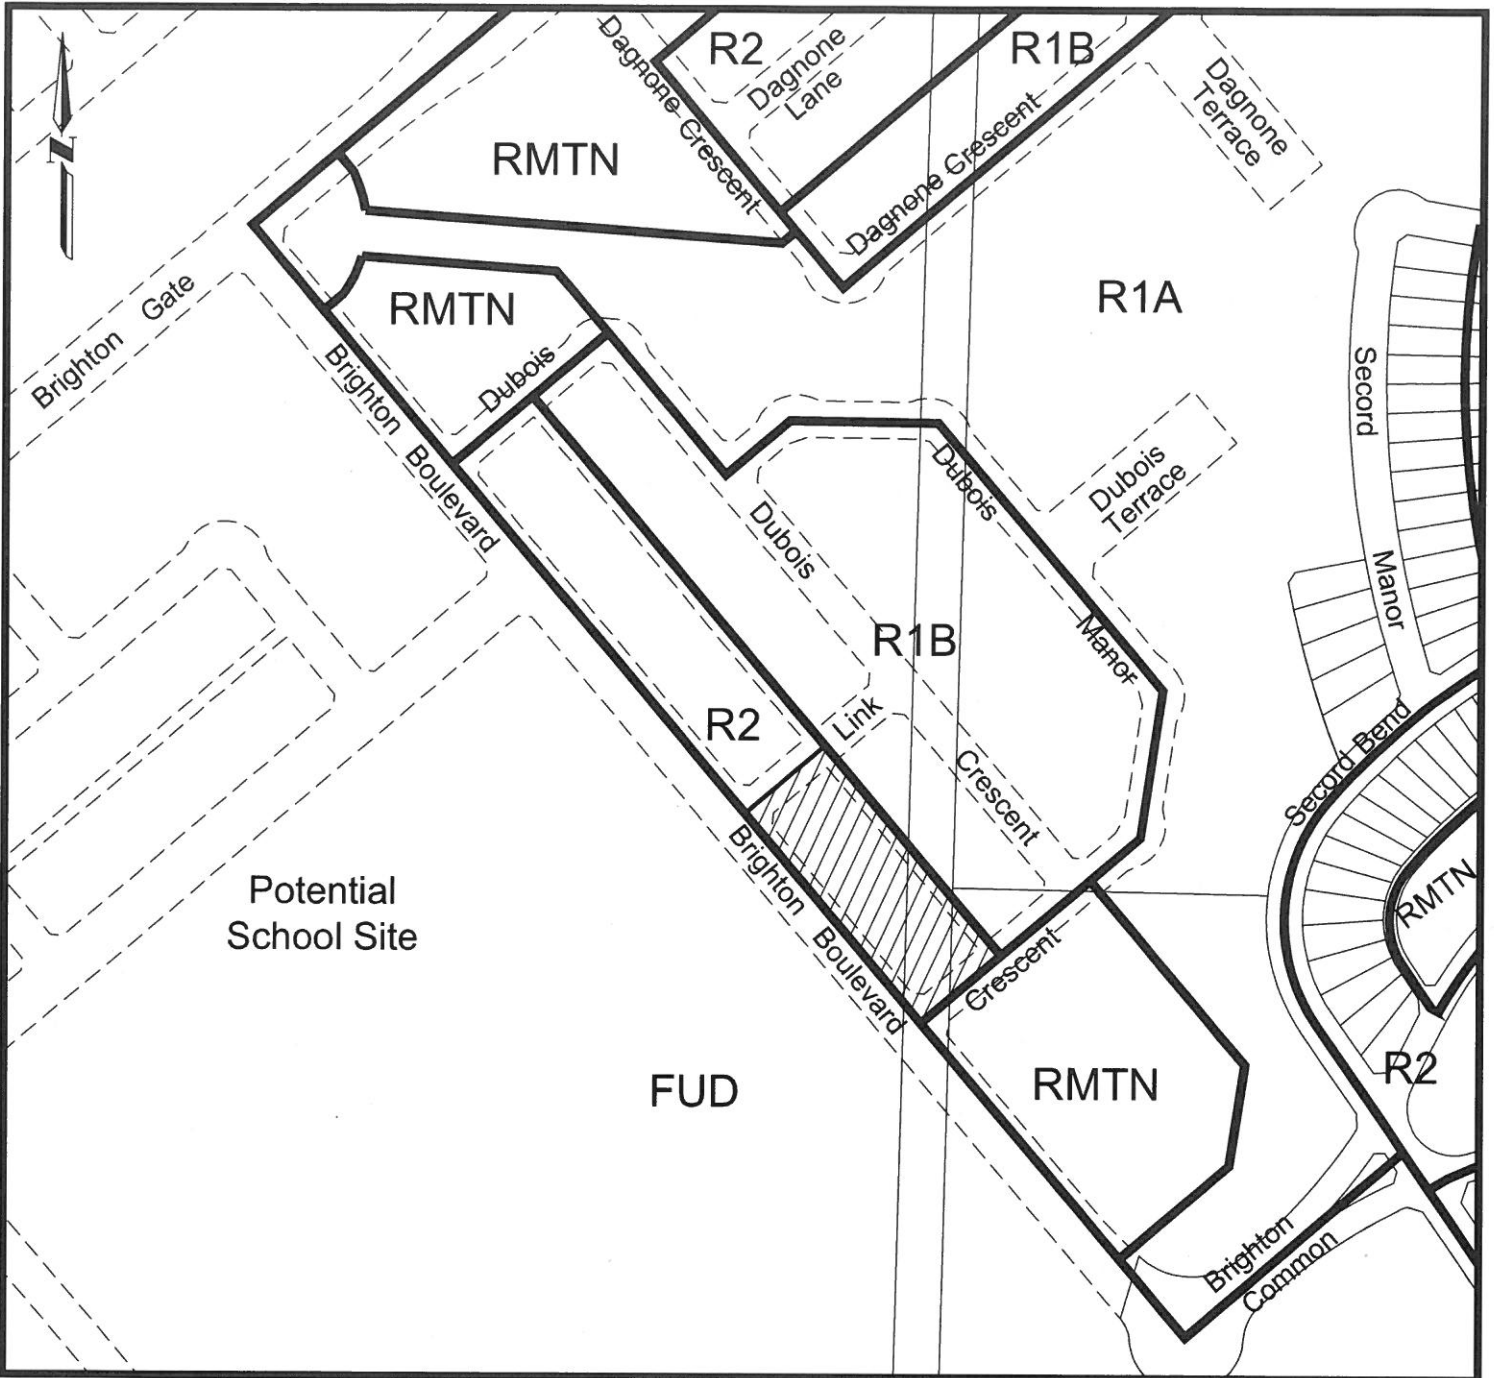 R2
Dagnone
Lane
R1B
Dagnone
Terrace
Dagnone Crescent
RMTN
Dagnone Crescent
N
Brighton Gate
RMTN
Dubois
R1A
Secord
Manor
Brighton Boulevard
Dubois
Dubois
Manor
Dubois
Terrace
R1B
R2
Link
Crescent
Secord Bend
Brighton Boulevard
Potential
School Site
RMTN
Crescent
FUD
RMTN
R2
Brighton
Common